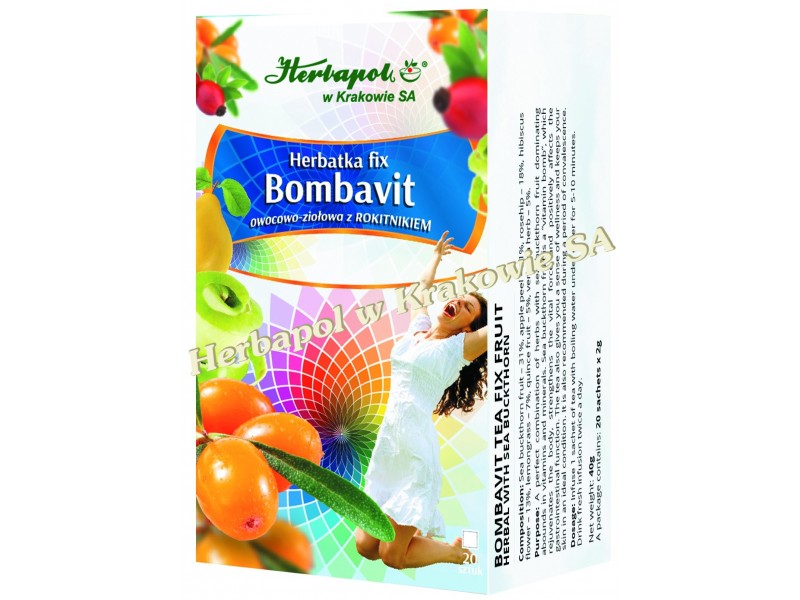 Herbapol ®
w Krakowie SA
Herbatka fix
Bombavit
owocowo-ziołowa z ROKITNIKIEM
20
sztuk
Herbapol w Krakowie SA
BOMBAVIT TEA FIX FRUIT
HERBAL WITH SEA BUCKTHORN
Composition: Sea buckthorn fruit – 31%, apple peel – rosehip – 18%, hibiscus
flower – 13%, lemongrass – 7%, quince fruit – 5%, herb – 5%.
Purpose: A perfect combination of herbs with sea buckthorn fruit dominating
abounds in vitamins and minerals. Sea buckthorn fruit is a "vitamin bomb", which
rejuvenates the body, strengthens the vital force and positively affects the
gastrointestinal function. The tea also gives you a sense of wellness and keeps your
skin in an ideal condition. It is also recommended during a period of convalescence.
Dosage: Infuse 1 sachet of tea with boiling water under for 5-10 minutes.
Drink fresh infusion twice a day.
Net weight: 40g
A package contains: 20 sachets x 2g